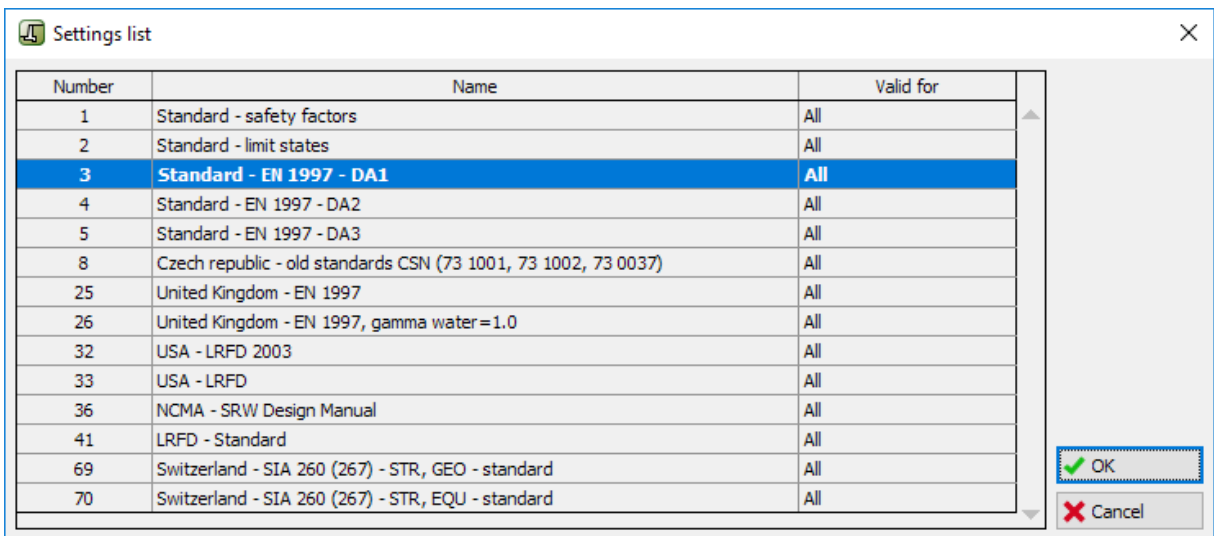 Settings list
Number Name Valid for
1 Standard - safety factors All
2 Standard - limit states All
3 Standard - EN 1997 - DA1 All
4 Standard - EN 1997 - DA2 All
5 Standard - EN 1997 - DA3 All
8 Czech republic - old standards CSN (73 1001, 73 1002, 73 0037) All
25 United Kingdom - EN 1997 All
26 United Kingdom - EN 1997, gamma water=1.0 All
32 USA - LRFD 2003 All
33 USA - LRFD All
36 NCMA - SRW Design Manual All
41 LRFD - Standard All
69 Switzerland - SIA 260 (267) - STR, GEO - standard All
70 Switzerland - SIA 260 (267) - STR, EQU - standard All
OK
Cancel